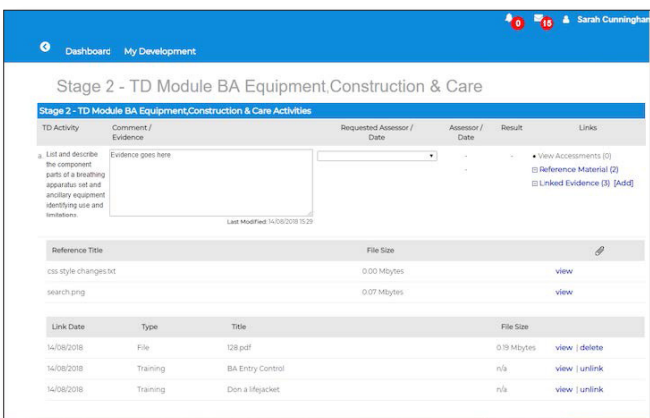 0 15 Sarah Cunningham
Dashboard My Development
Stage 2 - TD Module BA Equipment,Construction & Care
Stage 2 - TD Module BA Equipment,Construction & Care Activities
TD Activity Comment / Evidence Requested Assessor / Date Assessor / Date Result Links
a List and describe the component parts of a breathing apparatus set and ancillary equipment identifying use and limitations.
Evidence goes here
Last Modified: 14/08/2018 15:29
- - -
-
View Assessments (0)
Reference Material (2)
Linked Evidence (3) [Add]
Reference Title File Size
css style changes.txt 0.00 Mbytes view
search.png 0.07 Mbytes view
Link Date Type Title File Size
14/08/2018 File 128.pdf 0.19 Mbytes view | delete
14/08/2018 Training BA Entry Control n/a view | unlink
14/08/2018 Training Don a lifejacket n/a view | unlink